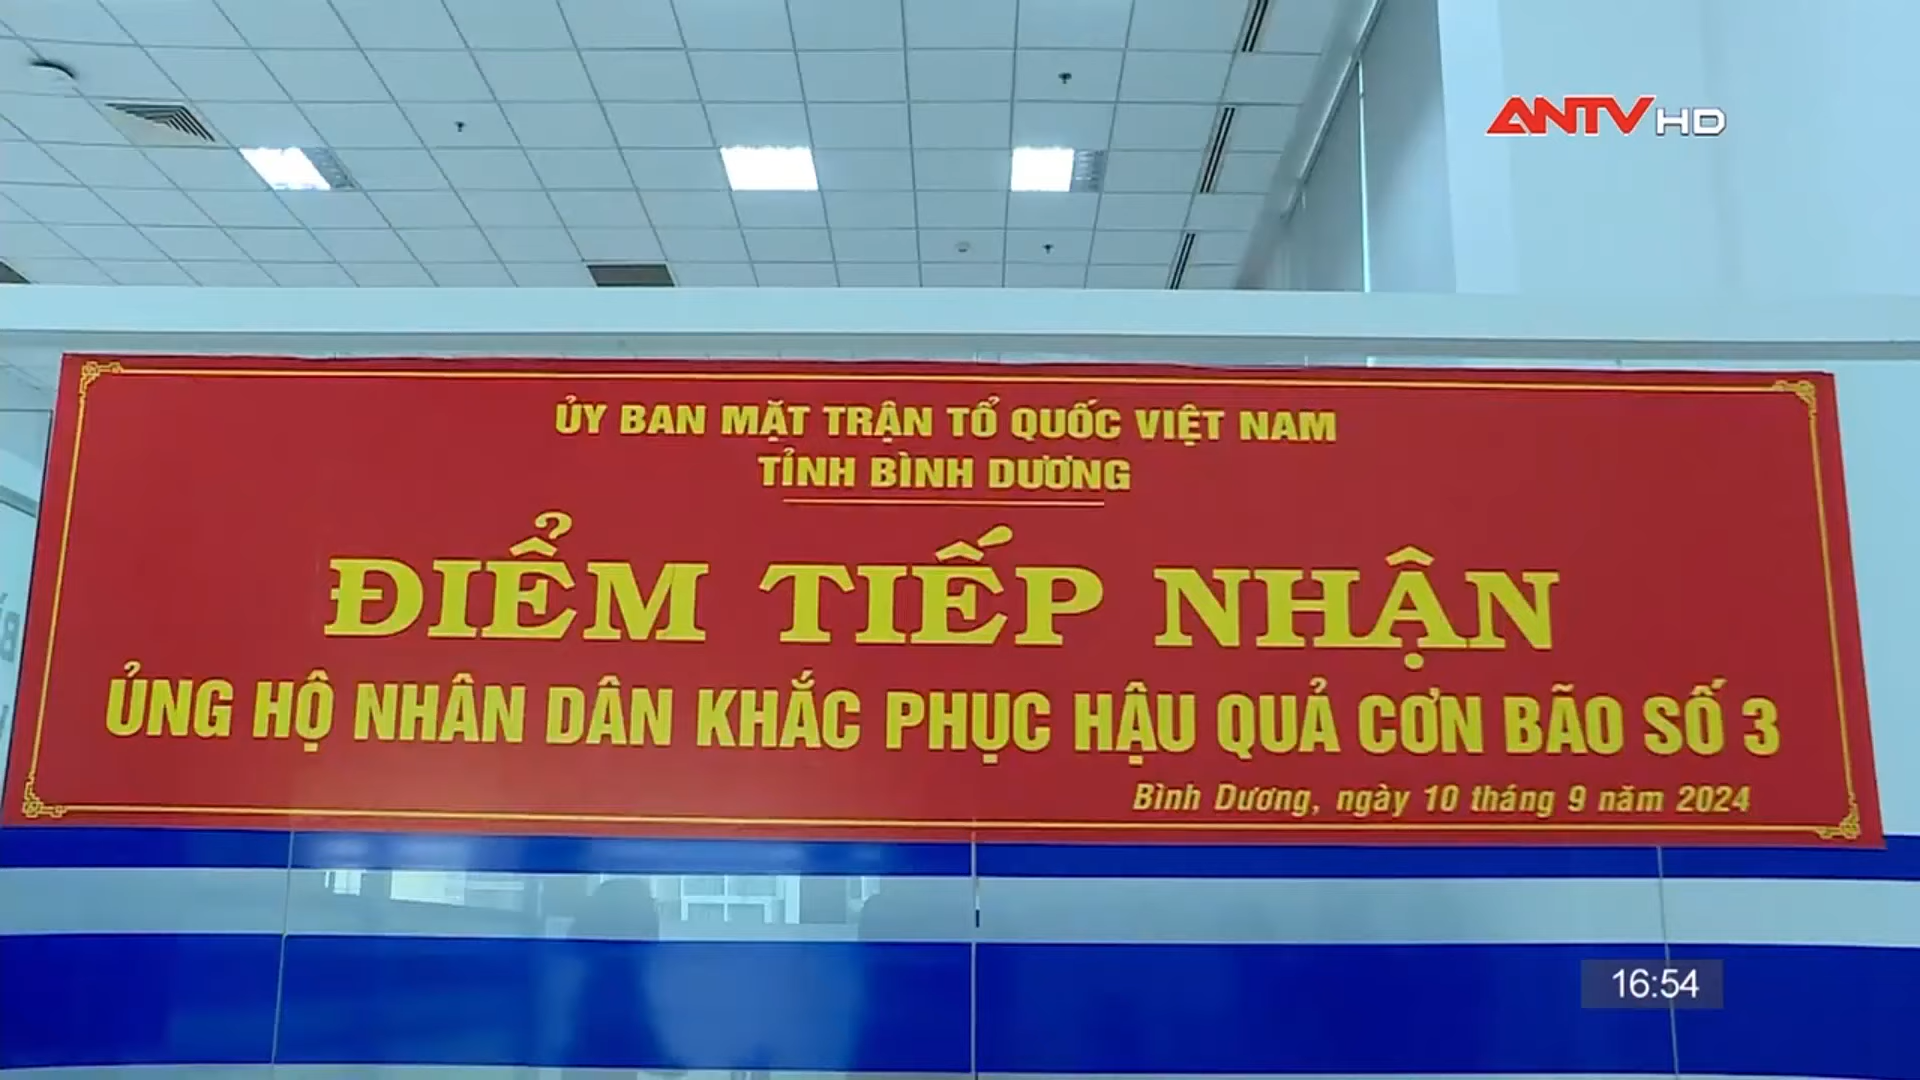 ANTV HD
ỦY BAN MẶT TRẬN TỔ QUỐC VIỆT NAM
TỈNH BÌNH DƯƠNG
ĐIỂM TIẾP NHẬN
ỦNG HỘ NHÂN DÂN KHẮC PHỤC HẬU QUẢ CƠN BÃO SỐ 3
Bình Dương, ngày 10 tháng 9 năm 2024
16:54